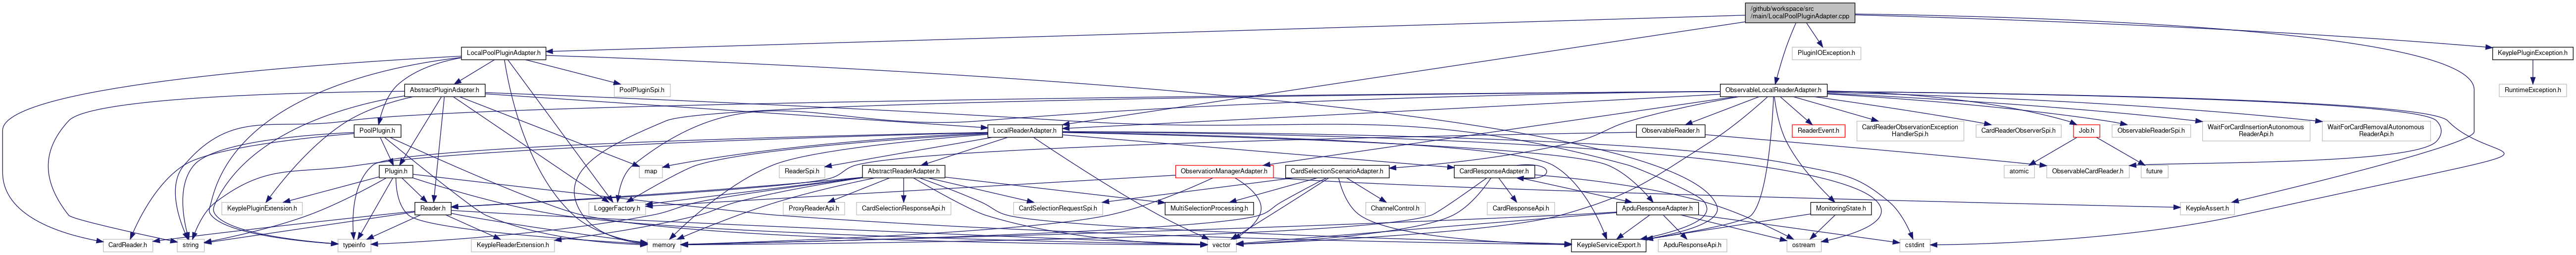 /github/workspace/src
/main/LocalPoolPluginAdapter.cpp
LocalPoolPluginAdapter.h
PluginIOException.h
KeyplePluginException.h
AbstractPluginAdapter.h
PoolPluginSpi.h
ObservableLocalReaderAdapter.h
RuntimeException.h
PoolPlugin.h
LocalReaderAdapter.h
ObservableReader.h
ReaderEvent.h
CardReaderObservationException
HandlerSpi.h
CardReaderObserverSpi.h
Job.h
ObservableReaderSpi.h
WaitForCardInsertionAutonomous
ReaderApi.h
WaitForCardRemovalAutonomous
ReaderApi.h
Plugin.h
map
ReaderSpi.h
AbstractReaderAdapter.h
ObservationManagerAdapter.h
CardSelectionScenarioAdapter.h
CardResponseAdapter.h
atomic
ObservableCardReader.h
future
KeyplePluginExtension.h
Reader.h
LoggerFactory.h
ProxyReaderApi.h
CardSelectionResponseApi.h
CardSelectionRequestSpi.h
MultiSelectionProcessing.h
ChannelControl.h
CardResponseApi.h
ApduResponseAdapter.h
MonitoringState.h
KeypleAssert.h
CardReader.h
string
typeinfo
KeypleReaderExtension.h
memory
vector
KeypleServiceExport.h
ApduResponseApi.h
ostream
cstdint